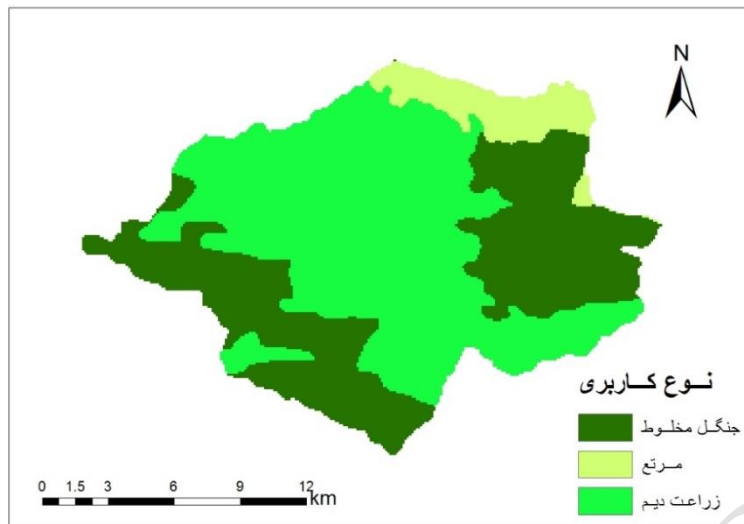 N
نوع کاربری
جنگل مخلوط
مرتع
زراعت دیم
0 1.5 3 6 9 12
km